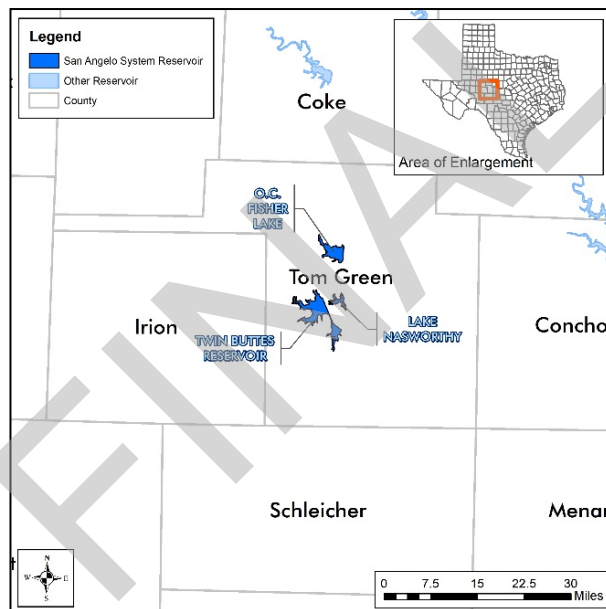 Legend
San Angelo System Reservoir
Other Reservoir
County
Coke
Area of Enlargement
O.C.
FISHER
LAKE
Tom Green
Irion
TWIN BUTTES
RESERVOIR
LAKE
NASWORTHY
Concho
Schleicher
Menar
FINAL
N
W E
S
0 7.5 15 22.5 30
Miles